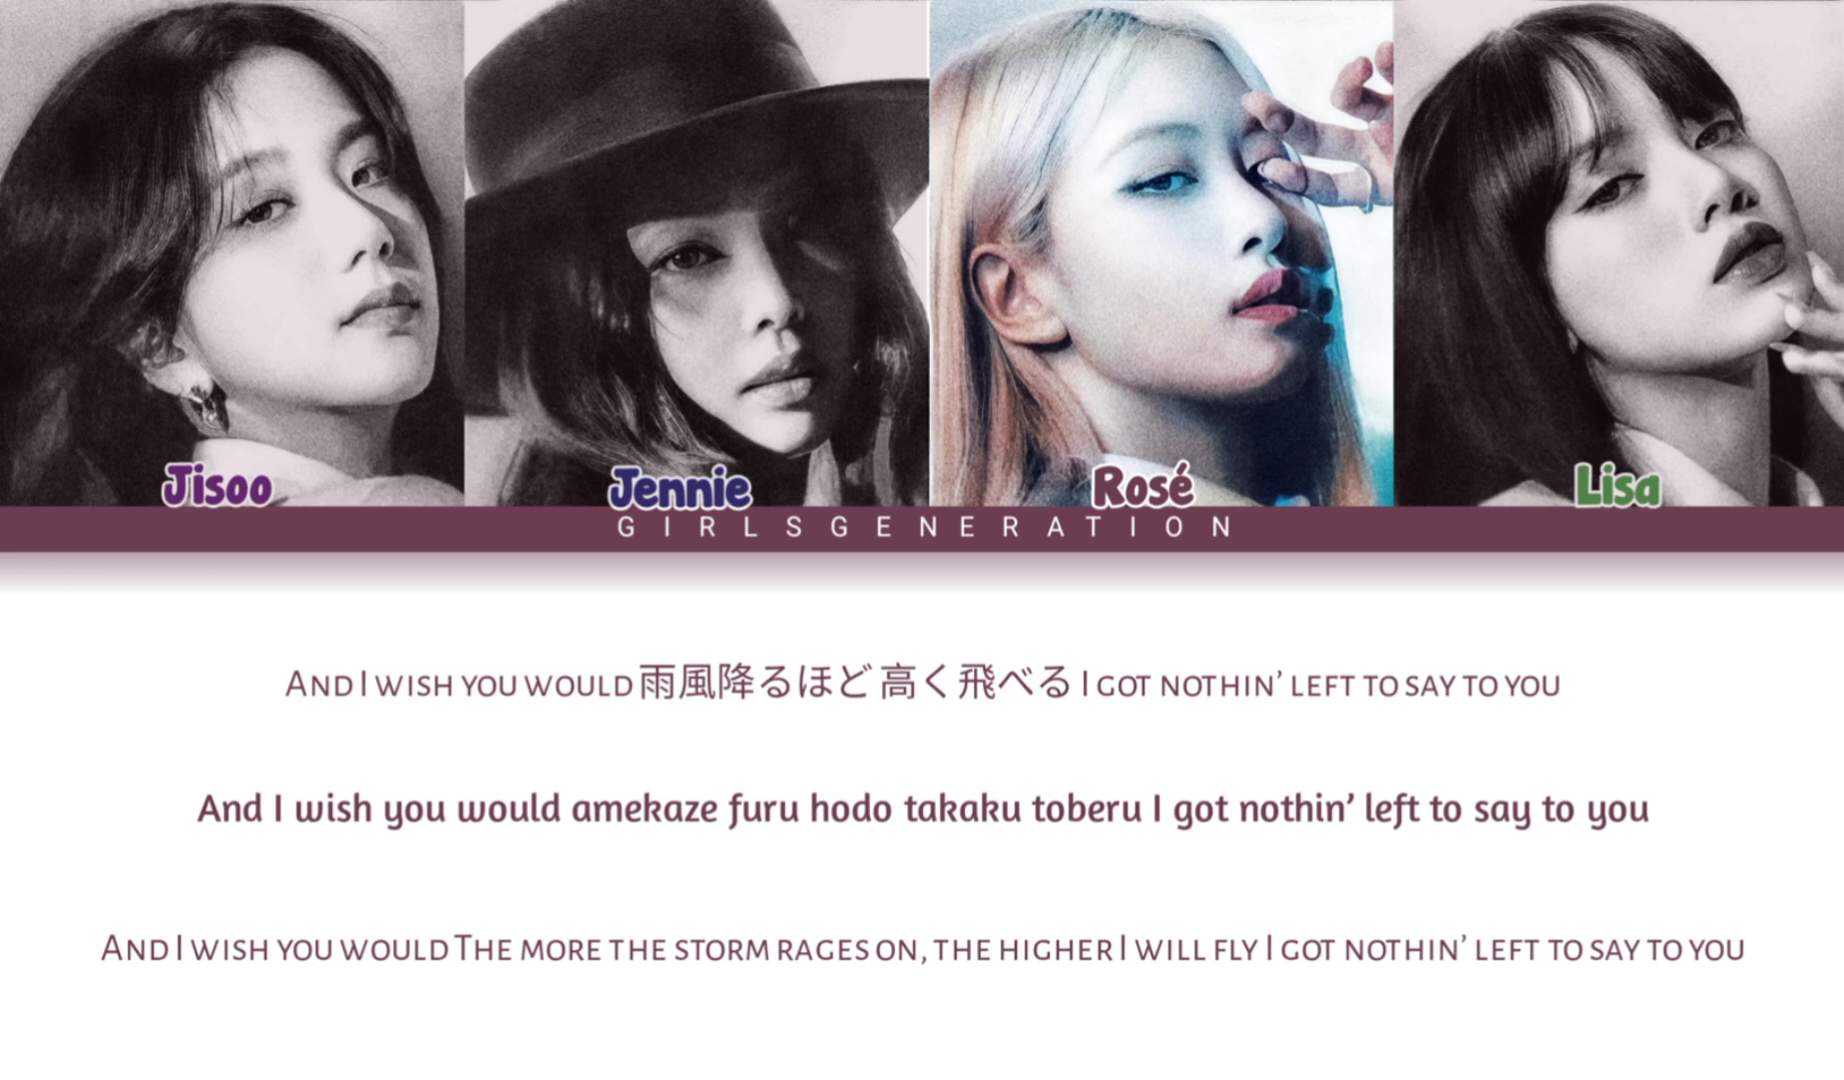 Jisoo Jennie Rosé Lisa
GIRLSGENERATION
And I wish you would 雨風降るほど 高く飛べる I got nothin’ left to say to you
And I wish you would amekaze furu hodo takaku toberu I got nothin’ left to say to you
And I wish you would The more the storm rages on, the higher I will fly I got nothin’ left to say to you